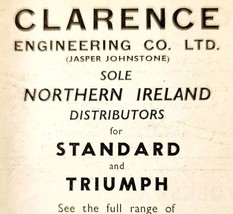 CLARENCE
ENGINEERING CO. LTD.
(JASPER JOHNSTONE)
SOLE
NORTHERN IRELAND
DISTRIBUTORS
for
STANDARD
and
TRIUMPH
See the full range of